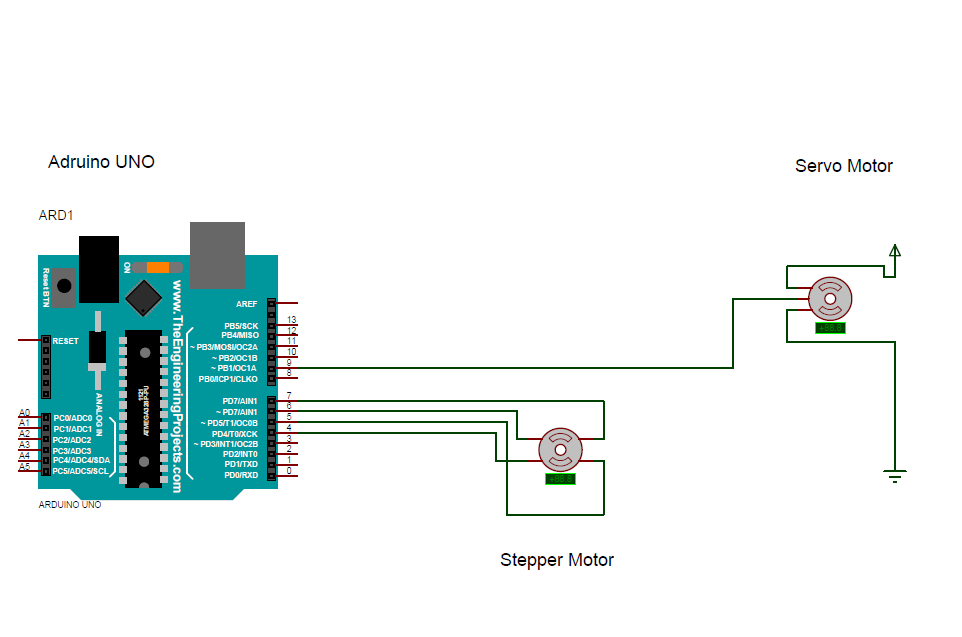 Adruino UNO
Servo Motor
ARD1
Reset BTN
ON
www.TheEngineeringProjects.com
AREF
13
PB5/SCK
12
PB4/MISO
11
~ PB3/MOSI/OC2A
10
~ PB2/OC1B
9
~ PB1/OC1A
8
PB0/ICP1/CLKO
RESET
ANALOG IN
7
PD7/AIN1
6
~ PD7/AIN1
5
~ PD5/T1/OC0B
4
PD4/T0/XCK
3
~ PD3/INT1/OC2B
2
PD2/INT0
1
PD1/TXD
0
PD0/RXD
A0
PC0/ADC0
A1
PC1/ADC1
A2
PC2/ADC2
A3
PC3/ADC3
A4
PC4/ADC4/SDA
A5
PC5/ADC5/SCL
ARDUINO UNO
Stepper Motor